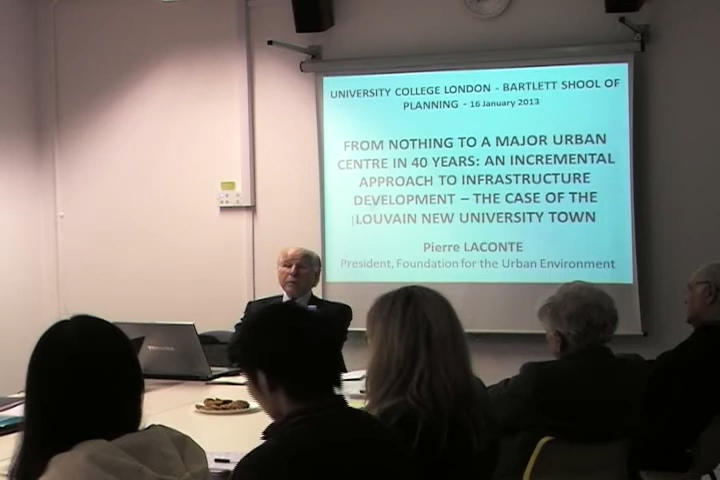 UNIVERSITY COLLEGE LONDON - BARTLETT SHOOL OF
PLANNING - 16 January 2013
FROM NOTHING TO A MAJOR URBAN
CENTRE IN 40 YEARS: AN INCREMENTAL
APPROACH TO INFRASTRUCTURE
DEVELOPMENT – THE CASE OF THE
LOUVAIN NEW UNIVERSITY TOWN
Pierre LACONTE
President, Foundation for the Urban Environment
TOSHIBA